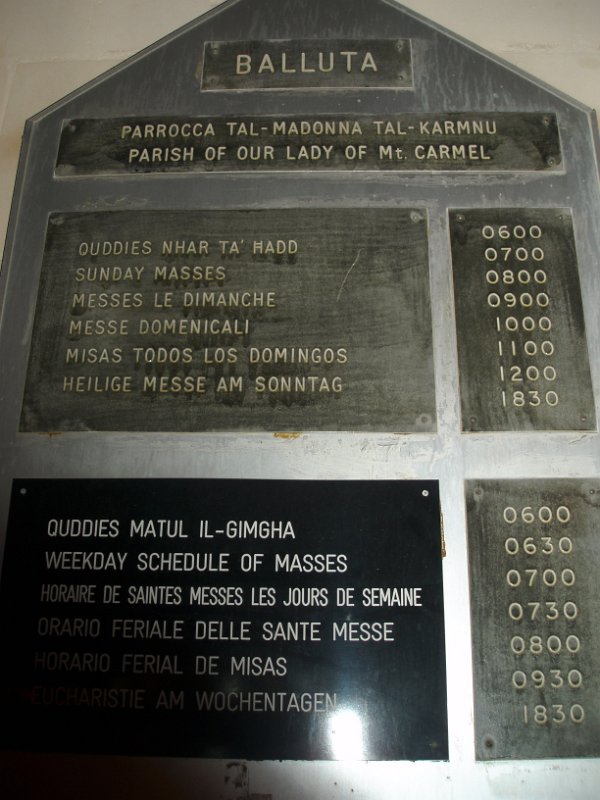 BALLUTA
PARROCCA TAL-MADONNA TAL-KARMNU
PARISH OF OUR LADY OF Mt. CARMEL
QUDDIES NHAR TA' ĦADD
SUNDAY MASSES
MESSES LE DIMANCHE
MESSE DOMENICALI
MISAS TODOS LOS DOMINGOS
HEILIGE MESSE AM SONNTAG
0600
0700
0800
0900
1000
1100
1200
1830
QUDDIES MATUL IL-GIMGHA
WEEKDAY SCHEDULE OF MASSES
HORAIRE DE SAINTES MESSES LES JOURS DE SEMAINE
ORARIO FERIALE DELLE SANTE MESSE
HORARIO FERIAL DE MISAS
EUCHARISTIE AM WOCHENTAGEN
0600
0630
0700
0730
0800
0930
1830